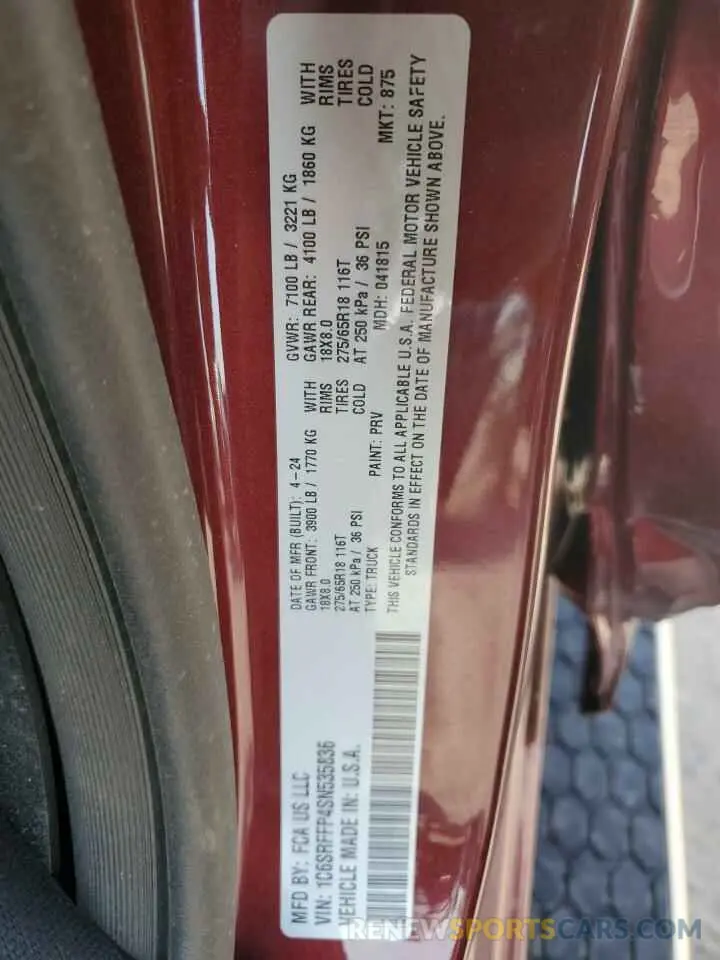 MFD BY: FCA US LLC
DATE OF MFR (BUILT): 4-24 GVWR: 7100 LB / 3221 KG
GAWR FRONT: 3900 LB / 1770 KG WITH GAWR REAR: 4100 LB / 1860 KG WITH
18X8.0 RIMS 18X8.0 RIMS
275/65R18 116T TIRES 275/65R18 116T TIRES
AT 250 kPa / 36 PSI COLD AT 250 kPa / 36 PSI COLD
VIN: 1C6SRFFP4SN535836
TYPE: TRUCK PAINT: PRV MDH: 041815 MKT: 875
VEHICLE MADE IN: U.S.A.
THIS VEHICLE CONFORMS TO ALL APPLICABLE U.S.A. FEDERAL MOTOR VEHICLE SAFETY
STANDARDS IN EFFECT ON THE DATE OF MANUFACTURE SHOWN ABOVE.
RENEWSPORTSCARS.COM